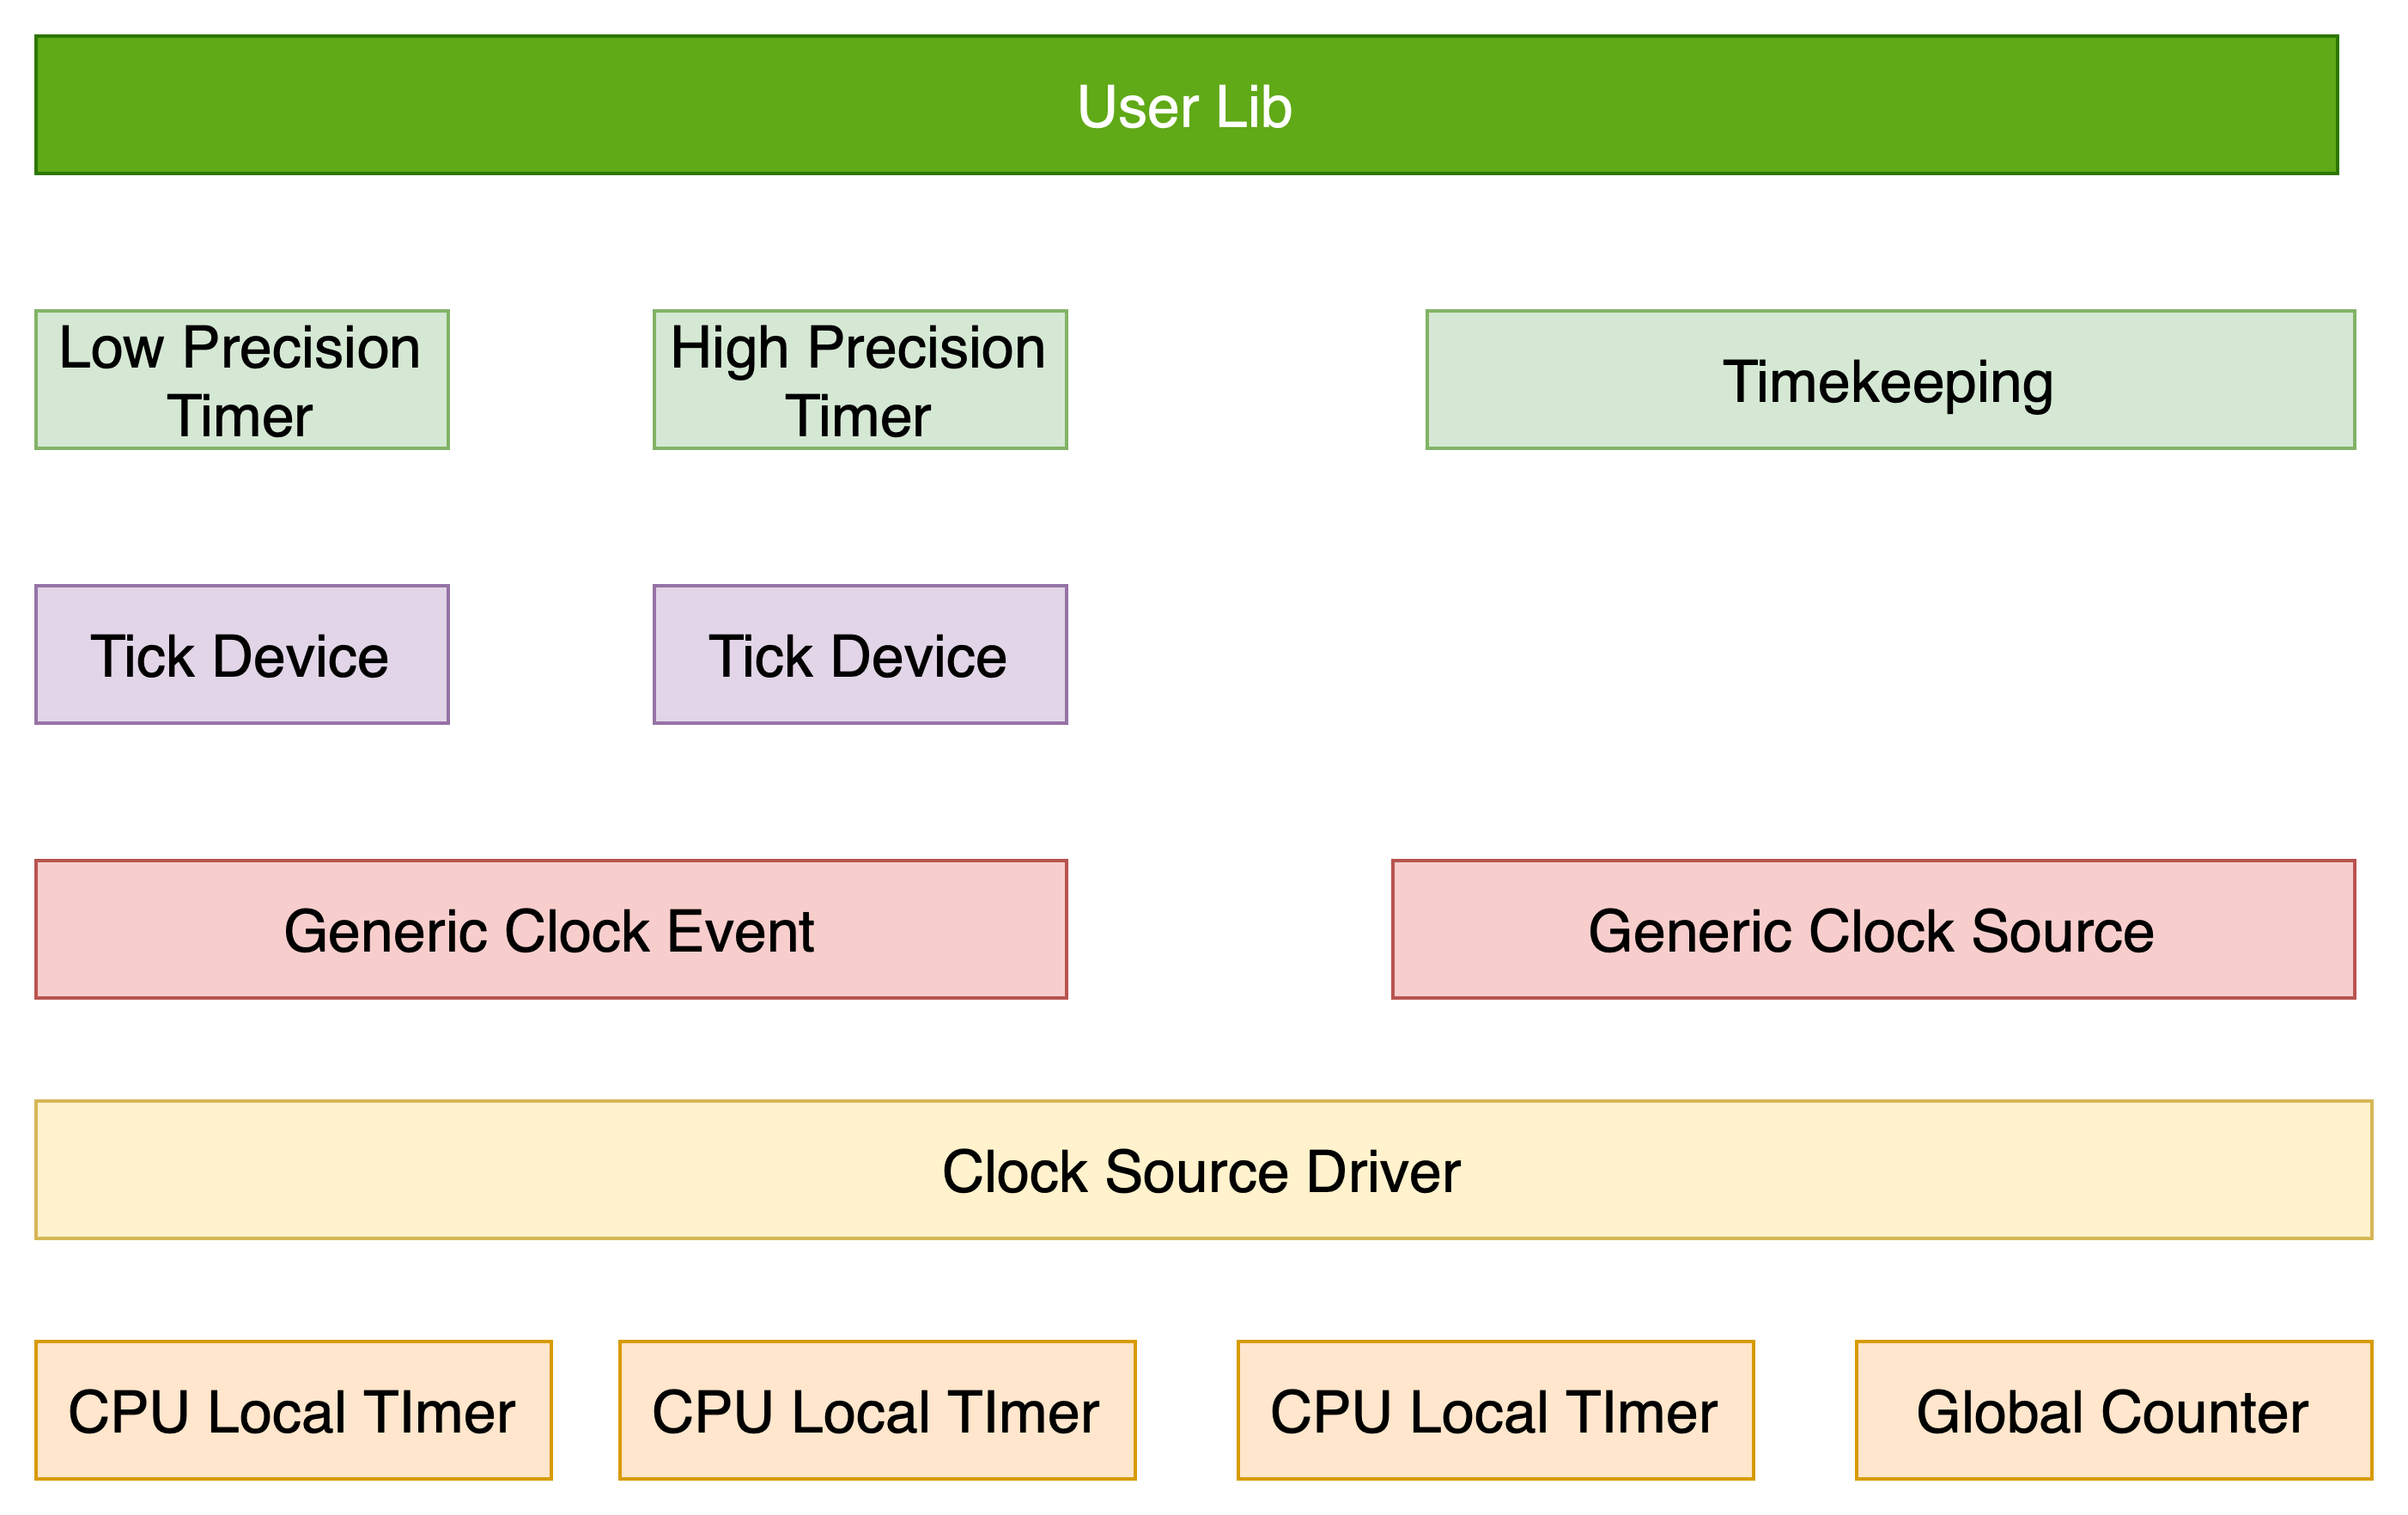 User Lib
Low Precision
Timer
High Precision
Timer
Timekeeping
Tick Device
Tick Device
Generic Clock Event
Generic Clock Source
Clock Source Driver
CPU Local TImer
CPU Local TImer
CPU Local TImer
Global Counter